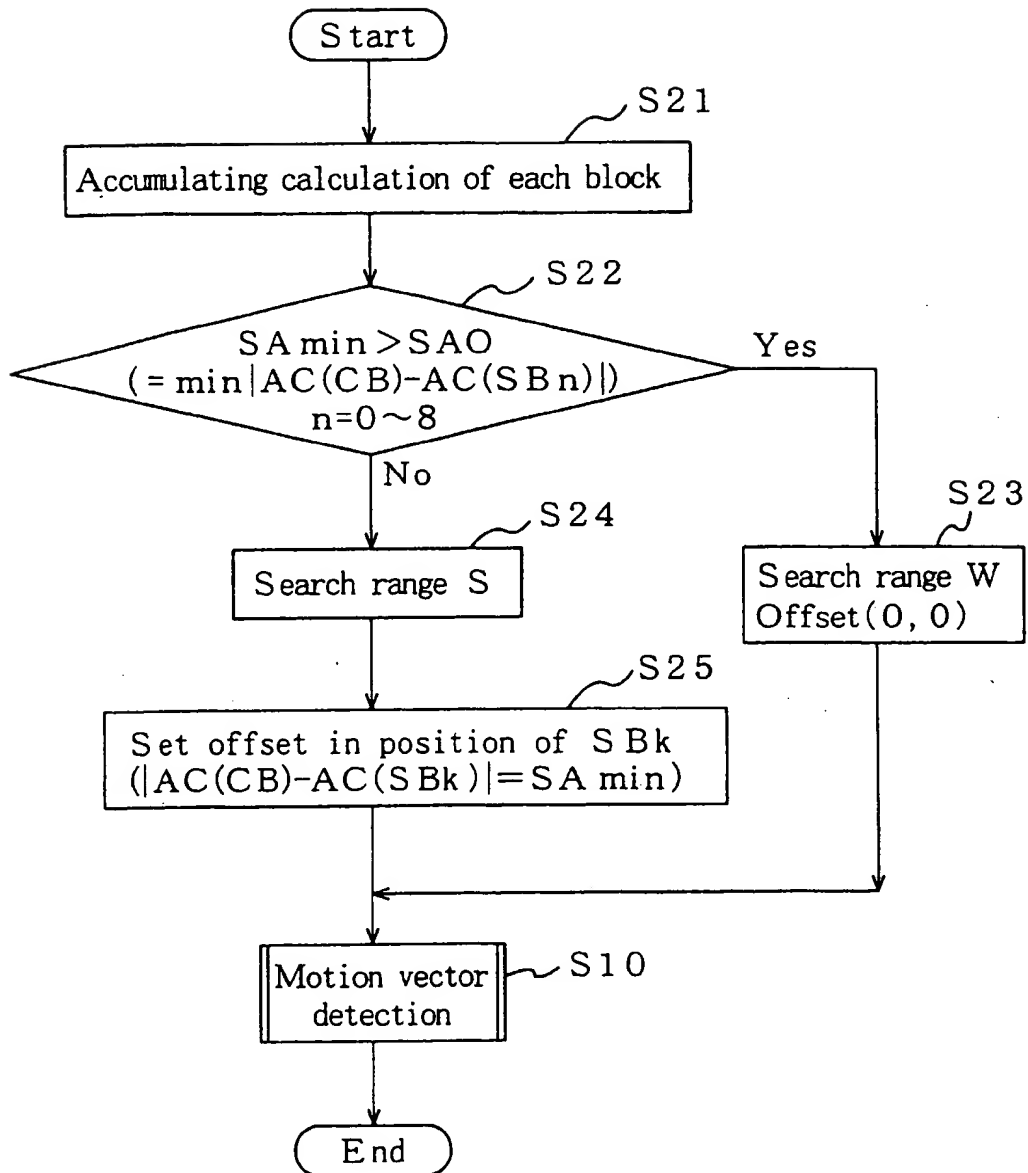 Start
S21
Accumulating calculation of each block
S22
SAmin>SAO
(=min|AC(CB)-AC(SBn)|)
n=0~8
Yes
No
S24
Search range S
S23
Search range W
Offset(0,0)
S25
Set offset in position of SBk
(|AC(CB)-AC(SBk)|=SAmin)
S10
Motion vector
detection
End